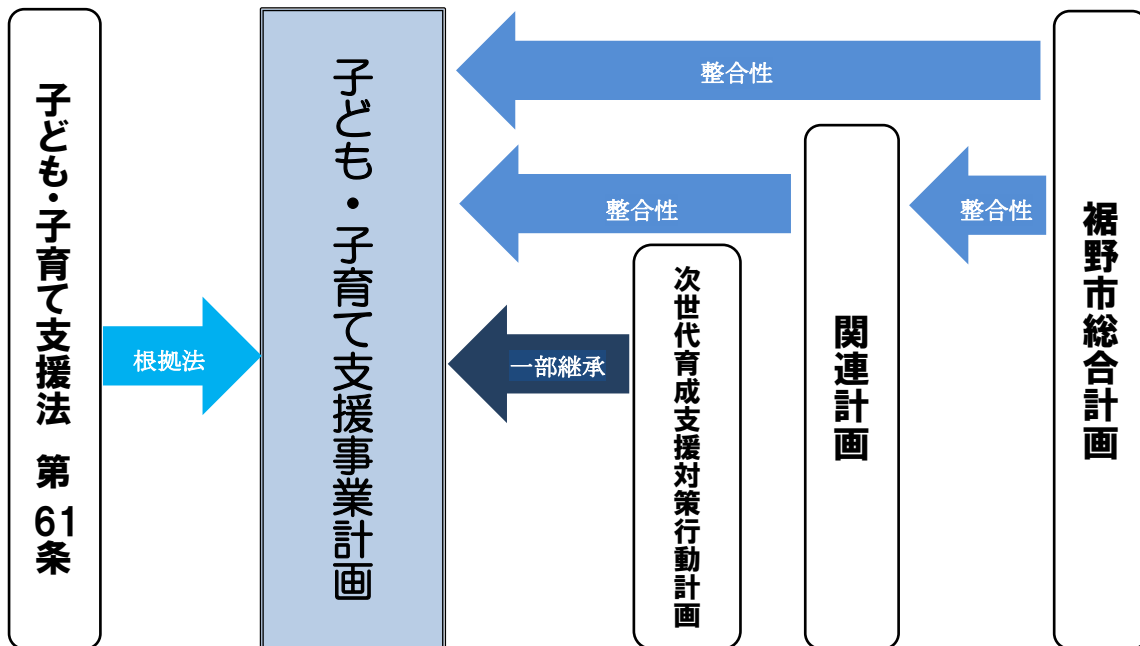 子ども・子育て支援法 第61条
根拠法
子ども・子育て支援事業計画
整合性
整合性
一部継承
次世代育成支援対策行動計画
関連計画
整合性
裾野市総合計画